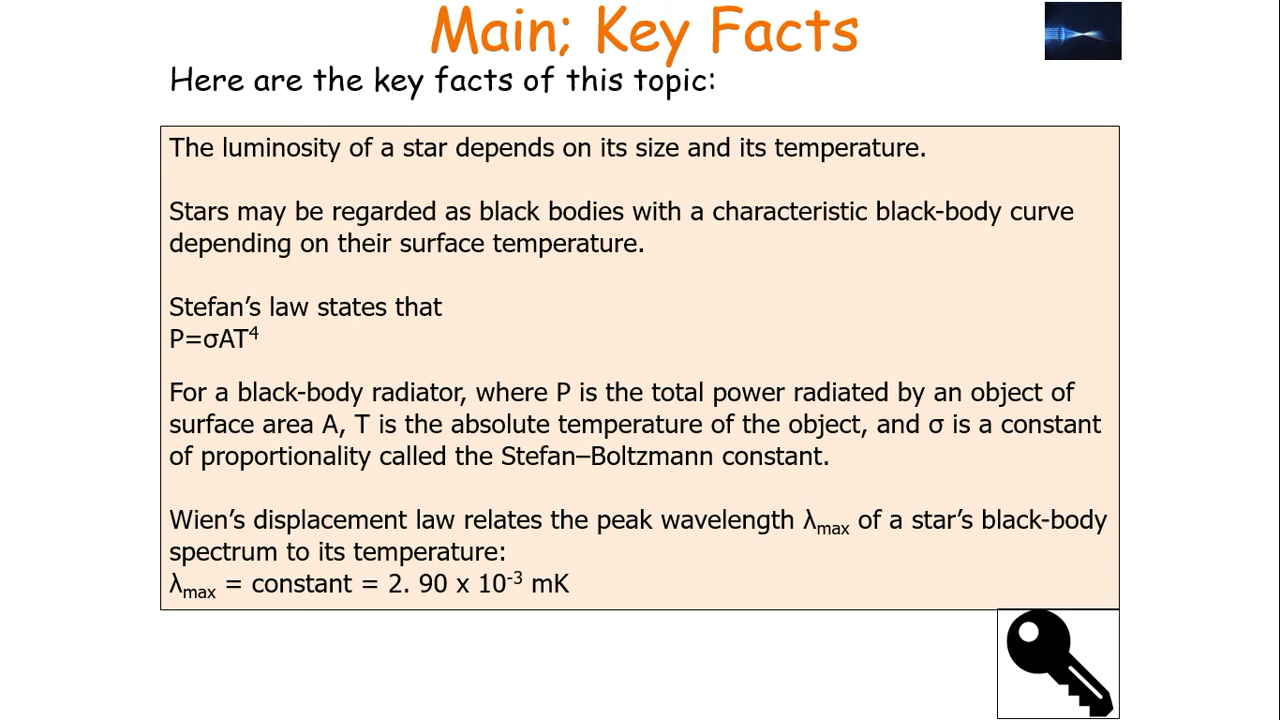 Main; Key Facts
Here are the key facts of this topic:
The luminosity of a star depends on its size and its temperature.
Stars may be regarded as black bodies with a characteristic black-body curve
depending on their surface temperature.
Stefan’s law states that
P=σAT⁴
For a black-body radiator, where P is the total power radiated by an object of
surface area A, T is the absolute temperature of the object, and σ is a constant
of proportionality called the Stefan–Boltzmann constant.
Wien’s displacement law relates the peak wavelength λmax of a star’s black-body
spectrum to its temperature:
λmax = constant = 2. 90 x 10⁻³ mK